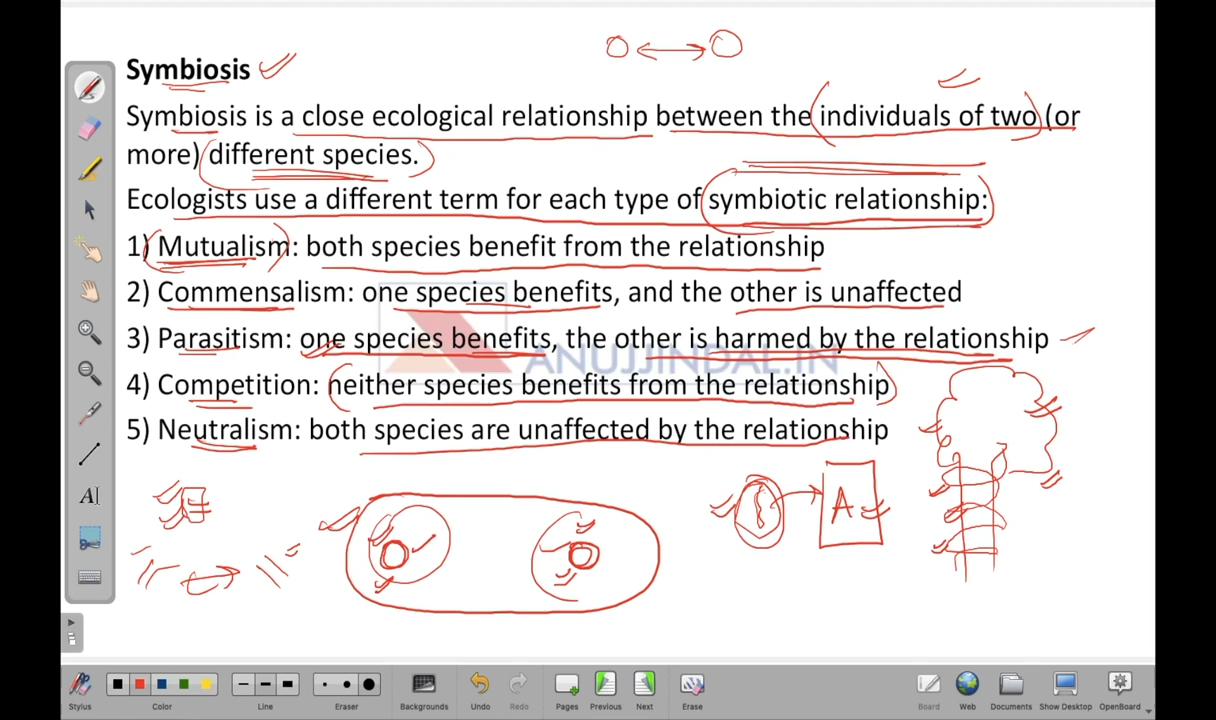 Symbiosis
Symbiosis is a close ecological relationship between the individuals of two (or
more) different species.
Ecologists use a different term for each type of symbiotic relationship:
1) Mutualism: both species benefit from the relationship
2) Commensalism: one species benefits, and the other is unaffected
3) Parasitism: one species benefits, the other is harmed by the relationship
ANUJJINDAL.IN
4) Competition: neither species benefits from the relationship
5) Neutralism: both species are unaffected by the relationship
A
Stylus
Color
Line
Eraser
Backgrounds
Undo
Redo
Pages
Previous
Next
Erase
Board
Web
Documents
Show Desktop
OpenBoard